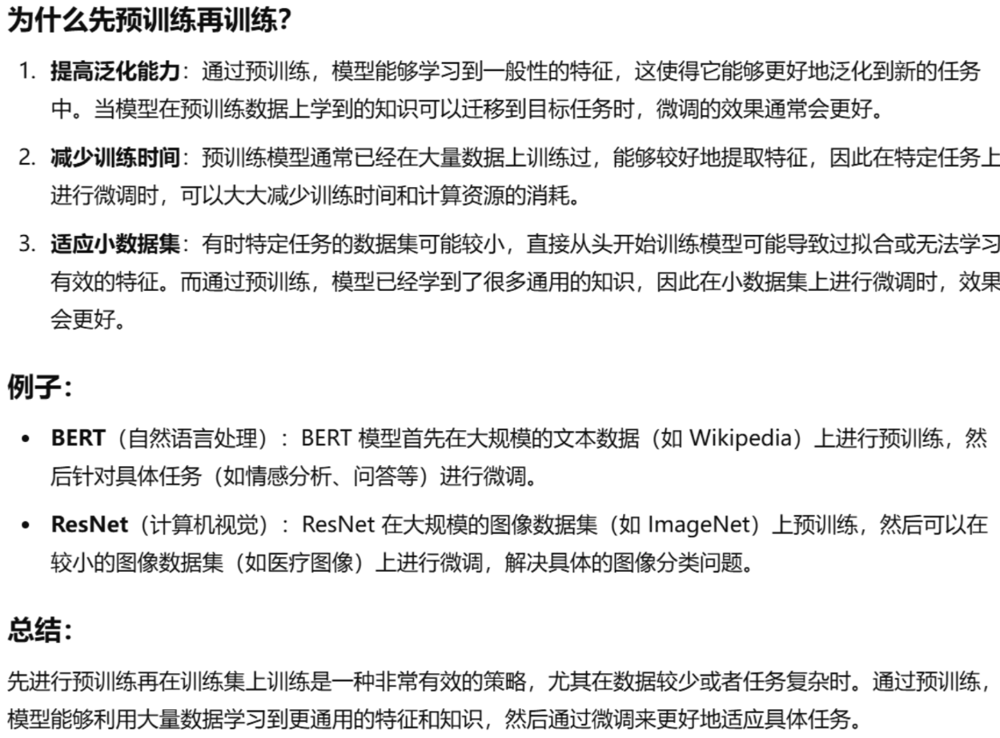 为什么先预训练再训练？
1. 提高泛化能力：通过预训练，模型能够学习到一般性的特征，这使得它能够更好地泛化到新的任务
中。当模型在预训练数据上学到的知识可以迁移到目标任务时，微调的效果通常会更好。
2. 减少训练时间：预训练模型通常已经在大量数据上训练过，能够较好地提取特征，因此在特定任务上
进行微调时，可以大大减少训练时间和计算资源的消耗。
3. 适应小数据集：有时特定任务的数据集可能较小，直接从头开始训练模型可能导致过拟合或无法学习
有效的特征。而通过预训练，模型已经学到了很多通用的知识，因此在小数据集上进行微调时，效果
会更好。
例子：
• BERT（自然语言处理）：BERT 模型首先在大规模的文本数据（如 Wikipedia）上进行预训练，然
后针对具体任务（如情感分析、问答等）进行微调。
• ResNet（计算机视觉）：ResNet 在大规模的图像数据集（如 ImageNet）上预训练，然后可以在
较小的图像数据集（如医疗图像）上进行微调，解决具体的图像分类问题。
总结：
先进行预训练再在训练集上训练是一种非常有效的策略，尤其在数据较少或者任务复杂时。通过预训练，
模型能够利用大量数据学习到更通用的特征和知识，然后通过微调来更好地适应具体任务。